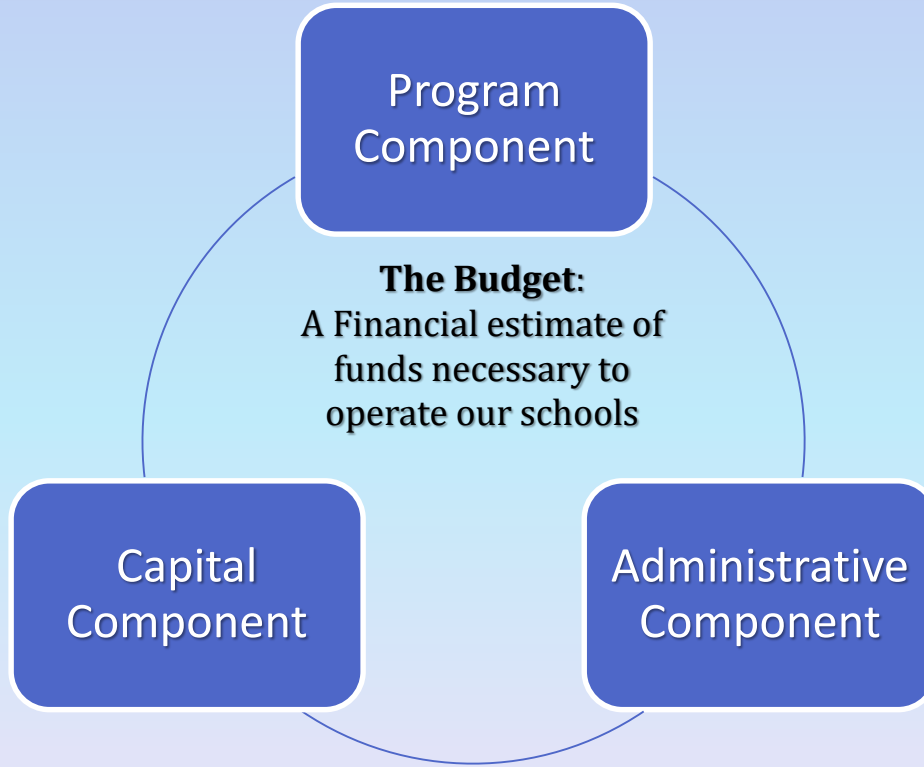 Program
Component
The Budget:
A Financial estimate of
funds necessary to
operate our schools
Capital
Component
Administrative
Component